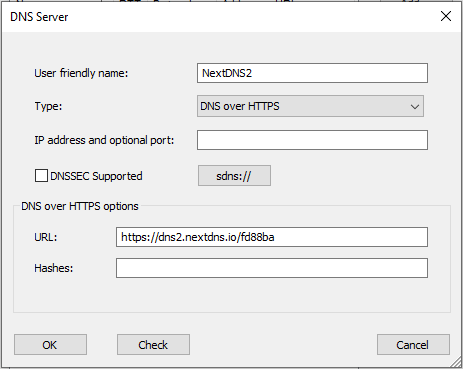 DNS Server
User friendly name: NextDNS2
Type: DNS over HTTPS
IP address and optional port:
DNSSEC Supported sdns://
DNS over HTTPS options
URL: https://dns2.nextdns.io/fd88ba
Hashes:
OK Check Cancel